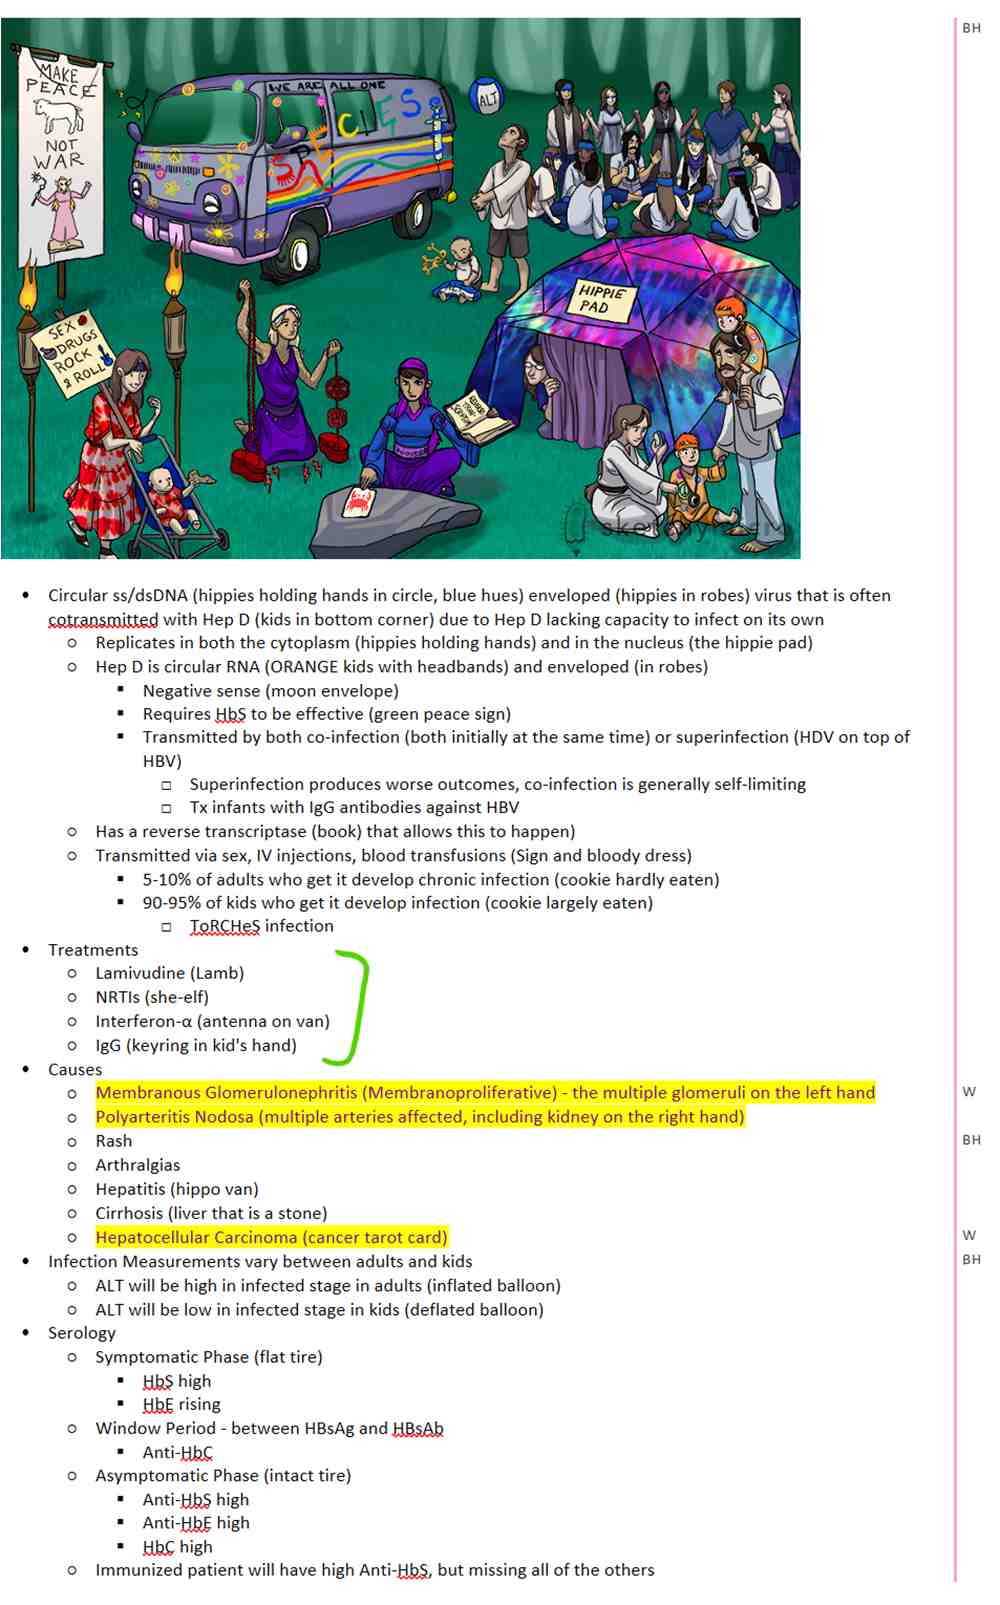 BH
MAKE
PEACE
NOT
WAR
WE ARE ALL ONE
SPECIES
ALT
HIPPIE
PAD
SEX
DRUGS
ROCK
& ROLL
• Circular ss/dsDNA (hippies holding hands in circle, blue hues) enveloped (hippies in robes) virus that is often
cotransmitted with Hep D (kids in bottom corner) due to Hep D lacking capacity to infect on its own
○ Replicates in both the cytoplasm (hippies holding hands) and in the nucleus (the hippie pad)
○ Hep D is circular RNA (ORANGE kids with headbands) and enveloped (in robes)
▪ Negative sense (moon envelope)
▪ Requires HbS to be effective (green peace sign)
▪ Transmitted by both co-infection (both initially at the same time) or superinfection (HDV on top of
HBV)
□ Superinfection produces worse outcomes, co-infection is generally self-limiting
□ Tx infants with IgG antibodies against HBV
○ Has a reverse transcriptase (book) that allows this to happen)
○ Transmitted via sex, IV injections, blood transfusions (Sign and bloody dress)
▪ 5-10% of adults who get it develop chronic infection (cookie hardly eaten)
▪ 90-95% of kids who get it develop infection (cookie largely eaten)
□ ToRCHeS infection
• Treatments
○ Lamivudine (Lamb)
○ NRTIs (she-elf)
○ Interferon-α (antenna on van)
○ IgG (keyring in kid's hand)
• Causes
○ Membranous Glomerulonephritis (Membranoproliferative) - the multiple glomeruli on the left hand W
○ Polyarteritis Nodosa (multiple arteries affected, including kidney on the right hand)
○ Rash BH
○ Arthralgias
○ Hepatitis (hippo van)
○ Cirrhosis (liver that is a stone)
○ Hepatocellular Carcinoma (cancer tarot card) W
• Infection Measurements vary between adults and kids BH
○ ALT will be high in infected stage in adults (inflated balloon)
○ ALT will be low in infected stage in kids (deflated balloon)
• Serology
○ Symptomatic Phase (flat tire)
▪ HbS high
▪ HbE rising
○ Window Period - between HBsAg and HBsAb
▪ Anti-HbC
○ Asymptomatic Phase (intact tire)
▪ Anti-HbS high
▪ Anti-HbE high
▪ HbC high
○ Immunized patient will have high Anti-HbS, but missing all of the others